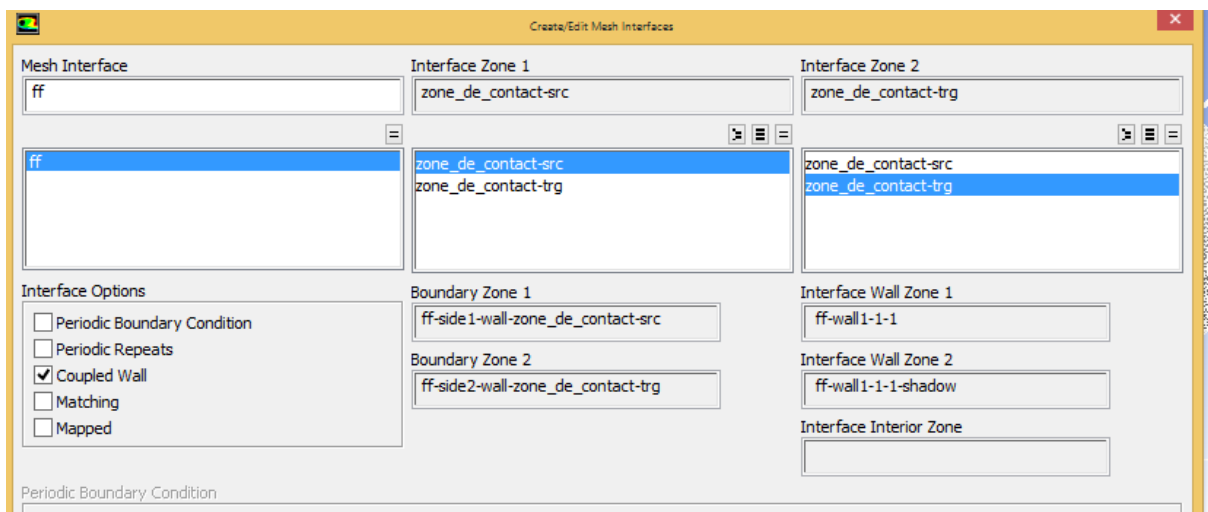 Create/Edit Mesh Interfaces
Mesh Interface
Interface Zone 1
Interface Zone 2
ff
zone_de_contact-src
zone_de_contact-trg
ff
zone_de_contact-src
zone_de_contact-trg
zone_de_contact-src
zone_de_contact-trg
Interface Options
Periodic Boundary Condition
Periodic Repeats
Coupled Wall
Matching
Mapped
Boundary Zone 1
ff-side1-wall-zone_de_contact-src
Boundary Zone 2
ff-side2-wall-zone_de_contact-trg
Interface Wall Zone 1
ff-wall1-1-1
Interface Wall Zone 2
ff-wall1-1-1-shadow
Interface Interior Zone
Periodic Boundary Condition